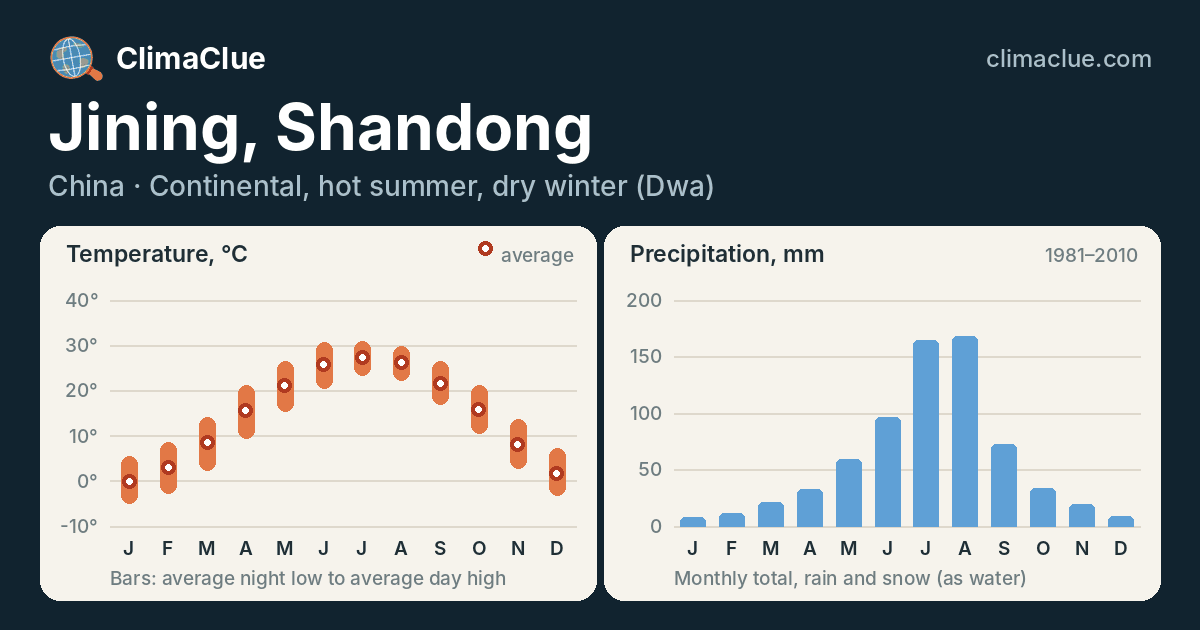 ClimaClue
climaclue.com
Jining, Shandong
China · Continental, hot summer, dry winter (Dwa)
Temperature, °C
average
40°
30°
20°
10°
0°
-10°
J F M A M J J A S O N D
Bars: average night low to average day high
Precipitation, mm
1981–2010
200
150
100
50
0
J F M A M J J A S O N D
Monthly total, rain and snow (as water)